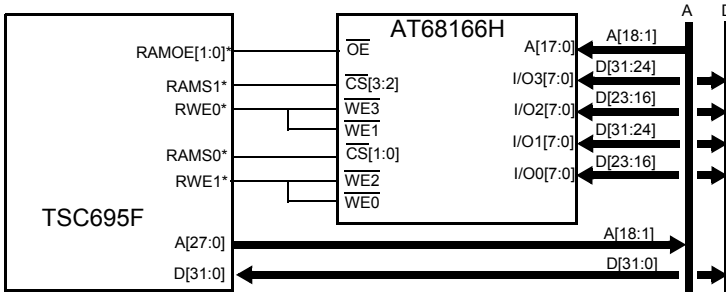 A D
AT68166H
RAMOE[1:0]* OE A[17:0] A[18:1]
RAMS1* CS[3:2] I/O3[7:0] D[31:24]
RWE0* WE3 I/O2[7:0] D[23:16]
WE1 I/O1[7:0] D[31:24]
RAMS0* CS[1:0] I/O0[7:0] D[23:16]
RWE1* WE2
WE0
TSC695F
A[27:0] A[18:1]
D[31:0] D[31:0]